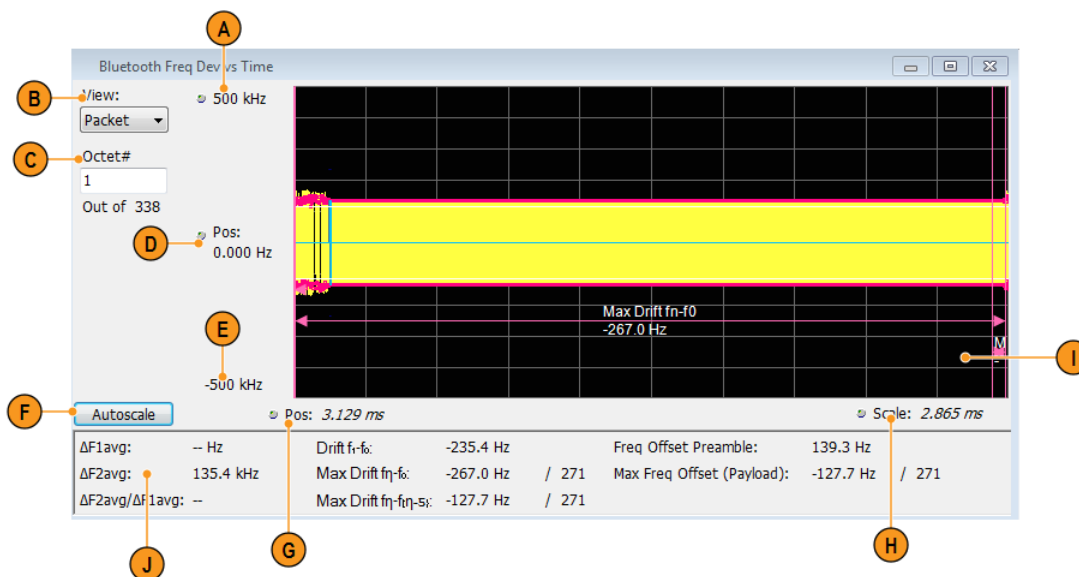 A
Bluetooth Freq Dev vs Time
B
View:
500 kHz
Packet
C
Octet#
1
Out of 338
D
Pos:
0.000 Hz
Max Drift fn-f0
-267.0 Hz
E
M
-
I
-500 kHz
F
Autoscale
Pos: 3.129 ms
Scale: 2.865 ms
ΔF1avg: -- Hz Drift f₁-f₀: -235.4 Hz Freq Offset Preamble: 139.3 Hz
ΔF2avg: 135.4 kHz Max Drift fη-f₀: -267.0 Hz / 271 Max Freq Offset (Payload): -127.7 Hz / 271
ΔF2avg/ΔF1avg: -- Max Drift fη-fη-5: -127.7 Hz / 271
J
G
H